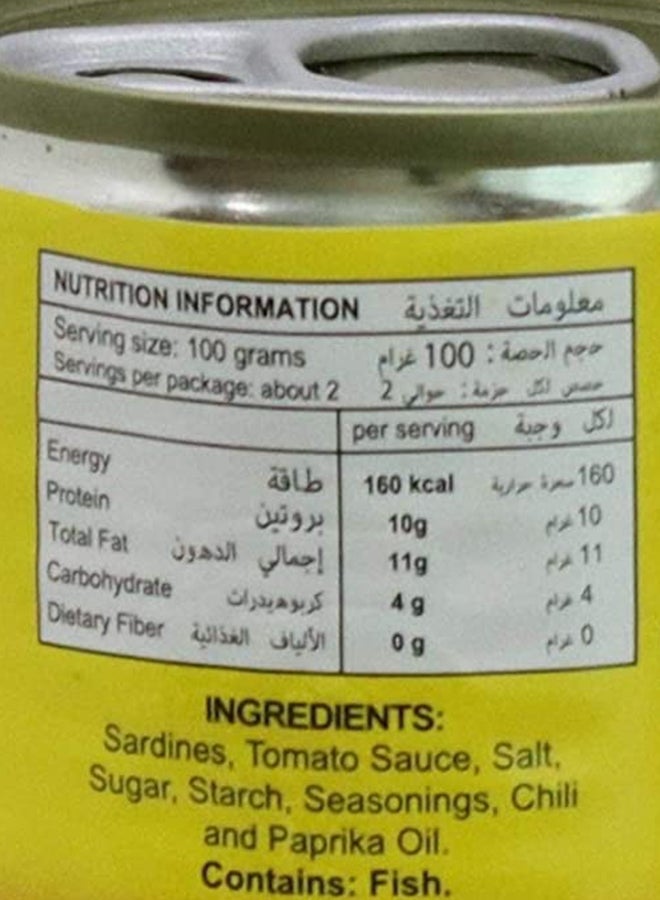 NUTRITION INFORMATION معلومات التغذية
Serving size: 100 grams حجم الحصة: 100 غرام
Servings per package: about 2 حصص لكل حزمة: حوالي 2
per serving لكل وجبة
Energy طاقة 160 kcal 160 سعرة حرارية
Protein بروتين 10g 10 غرام
Total Fat إجمالي الدهون 11g 11 غرام
Carbohydrate كربوهيدرات 4 g 4 غرام
Dietary Fiber الألياف الغذائية 0 g 0 غرام
INGREDIENTS:
Sardines, Tomato Sauce, Salt,
Sugar, Starch, Seasonings, Chili
and Paprika Oil.
Contains: Fish.